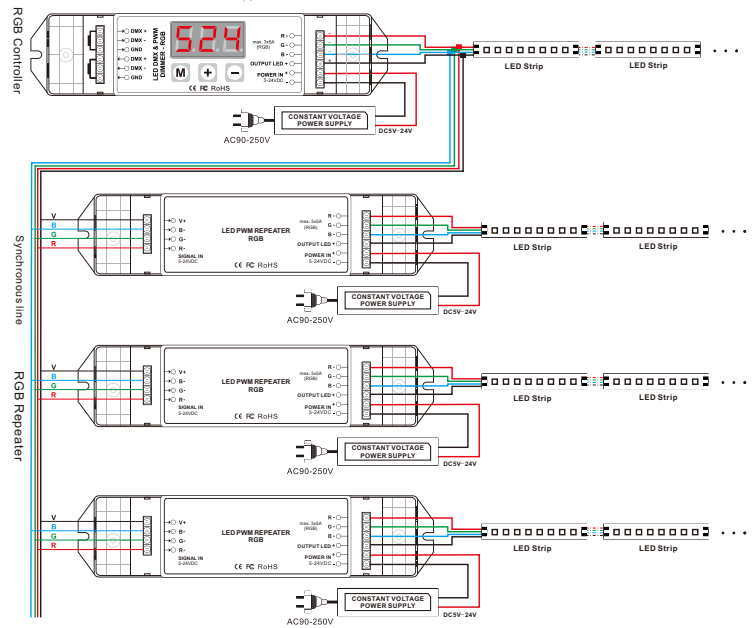 RGB Controller
DMX +
DMX -
GND
DMX +
DMX -
GND
LED DMX & PWM
DIMMER - RGB
524
M + −
CE FC RoHS
max. 3x5A
(RGB)
R -
G -
B -
OUTPUT LED +
POWER IN +
5-24VDC -
LED Strip
LED Strip
CONSTANT VOLTAGE
POWER SUPPLY
AC90-250V
DC5V~24V
Synchronous line
V
B
G
R
V+
B-
G-
R-
SIGNAL IN
5-24VDC
LED PWM REPEATER
RGB
CE FC RoHS
max. 3x5A
(RGB)
R -
G -
B -
OUTPUT LED +
POWER IN +
5-24VDC -
LED Strip
LED Strip
CONSTANT VOLTAGE
POWER SUPPLY
AC90-250V
DC5V~24V
RGB Repeater
V
B
G
R
V+
B-
G-
R-
SIGNAL IN
5-24VDC
LED PWM REPEATER
RGB
CE FC RoHS
max. 3x5A
(RGB)
R -
G -
B -
OUTPUT LED +
POWER IN +
5-24VDC -
LED Strip
LED Strip
CONSTANT VOLTAGE
POWER SUPPLY
AC90-250V
DC5V~24V
V
B
G
R
V+
B-
G-
R-
SIGNAL IN
5-24VDC
LED PWM REPEATER
RGB
CE FC RoHS
max. 3x5A
(RGB)
R -
G -
B -
OUTPUT LED +
POWER IN +
5-24VDC -
LED Strip
LED Strip
CONSTANT VOLTAGE
POWER SUPPLY
AC90-250V
DC5V~24V